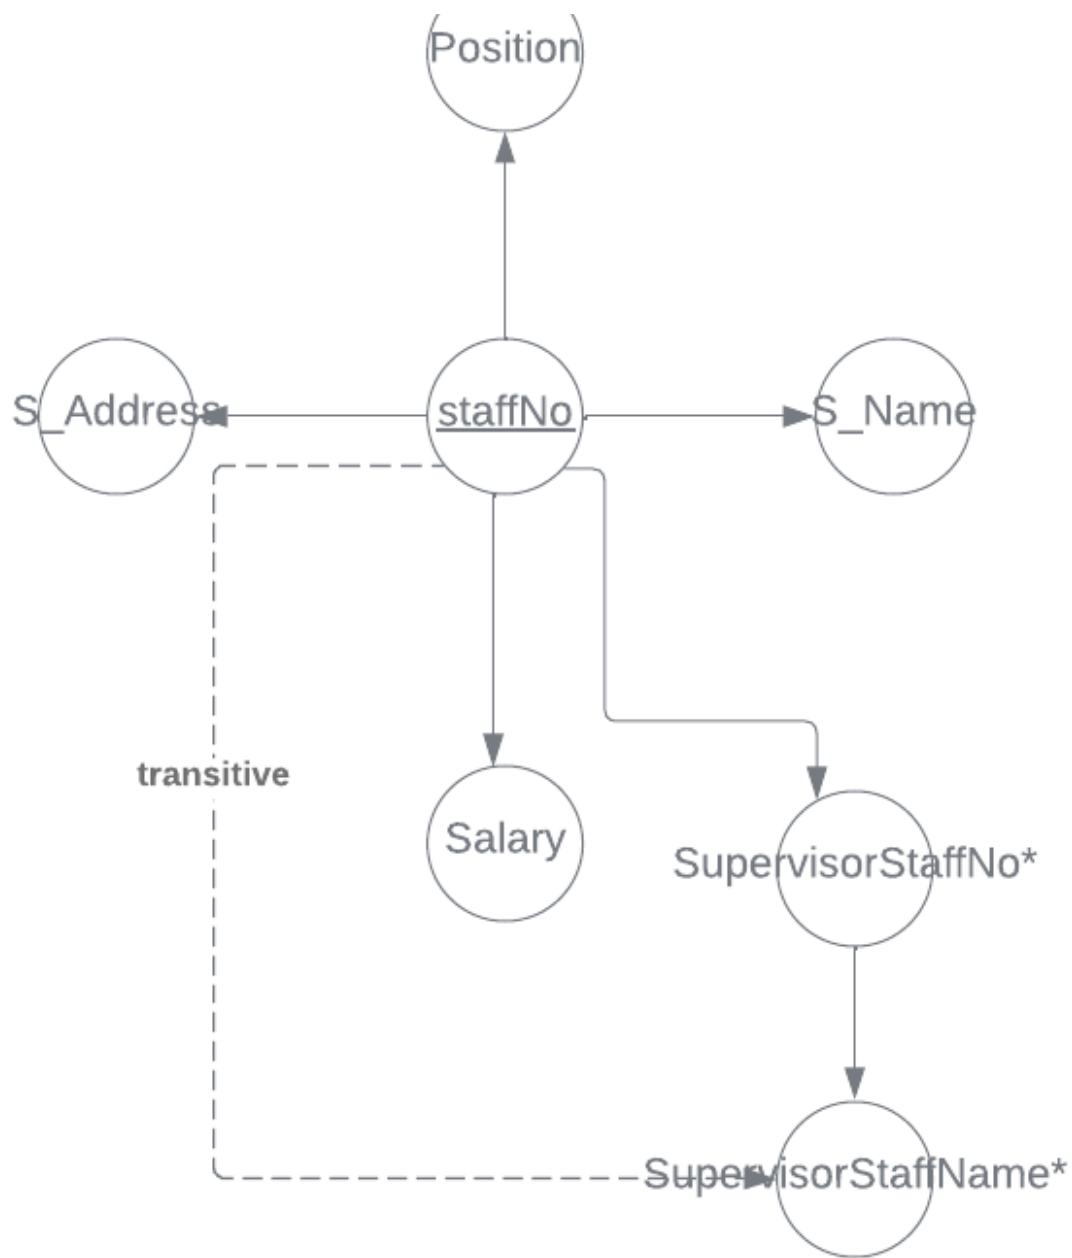 Position
S_Address
staffNo
S_Name
transitive
Salary
SupervisorStaffNo*
SupervisorStaffName*